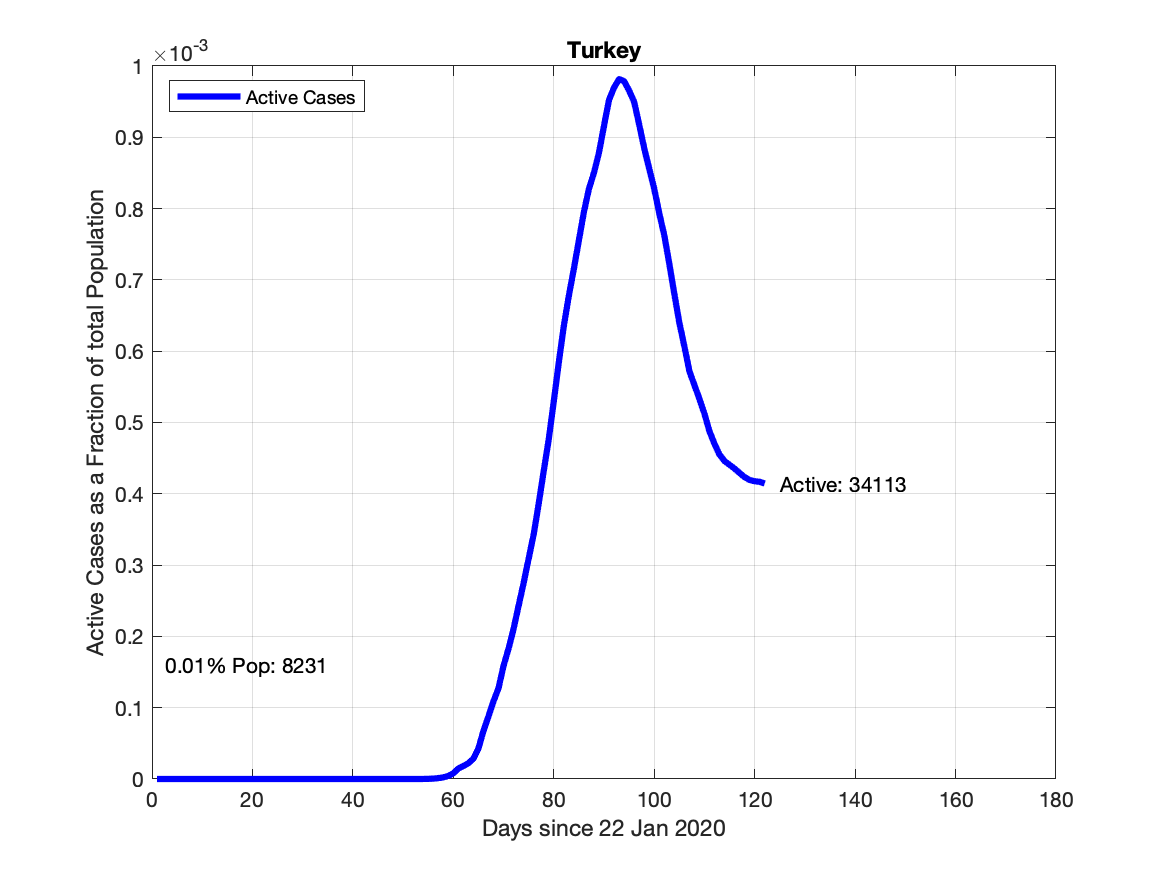 Turkey
×10-3
Active Cases
1
0.9
0.8
0.7
0.6
0.5
0.4
0.3
0.2
0.1
0
Active Cases as a Fraction of total Population
Active: 34113
0.01% Pop: 8231
0 20 40 60 80 100 120 140 160 180
Days since 22 Jan 2020